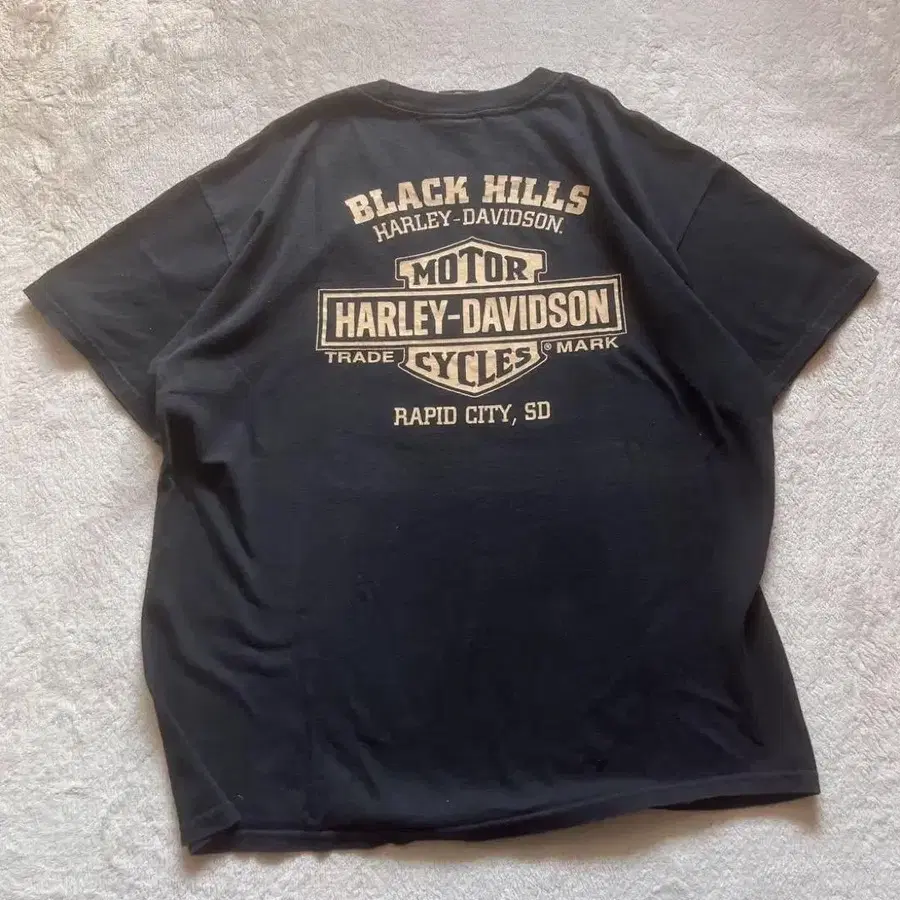 BLACK HILLS
HARLEY-DAVIDSON.
MOTOR
HARLEY-DAVIDSON
TRADE CYCLES ® MARK
RAPID CITY, SD